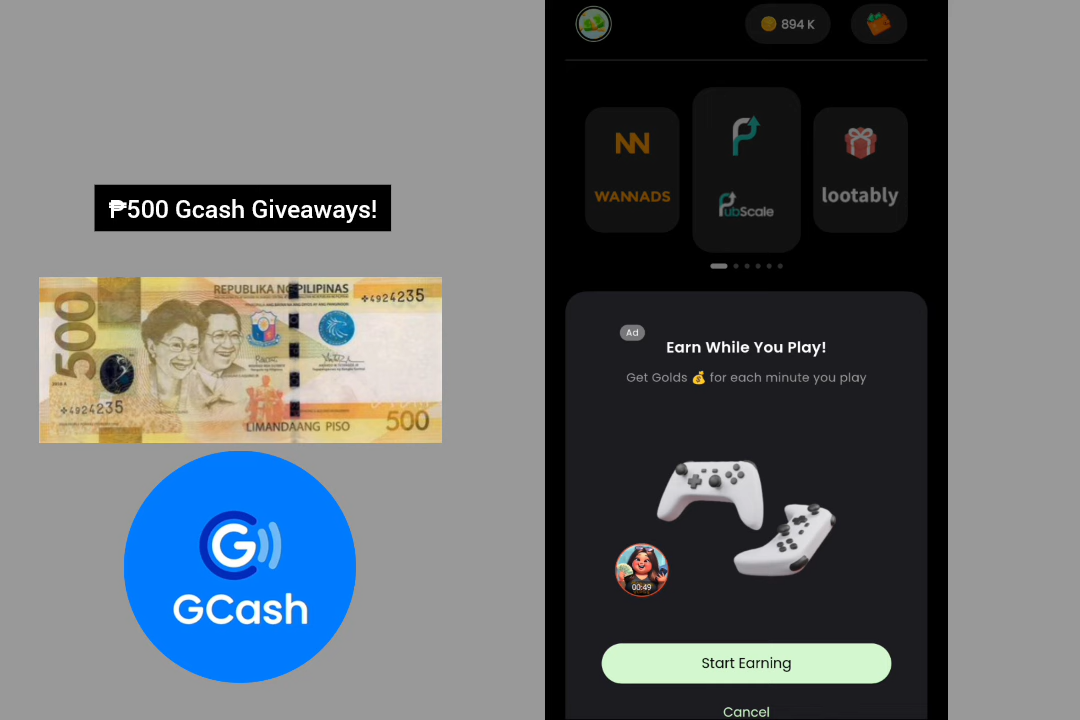 ₱500 Gcash Giveaways!
REPUBLIKA NG PILIPINAS
4924235
500
4924235
LIMANDAANG PISO
500
G
GCash
894 K
WANNADS
PubScale
lootably
Ad
Earn While You Play!
Get Golds 💰 for each minute you play
00:49
Start Earning
Cancel